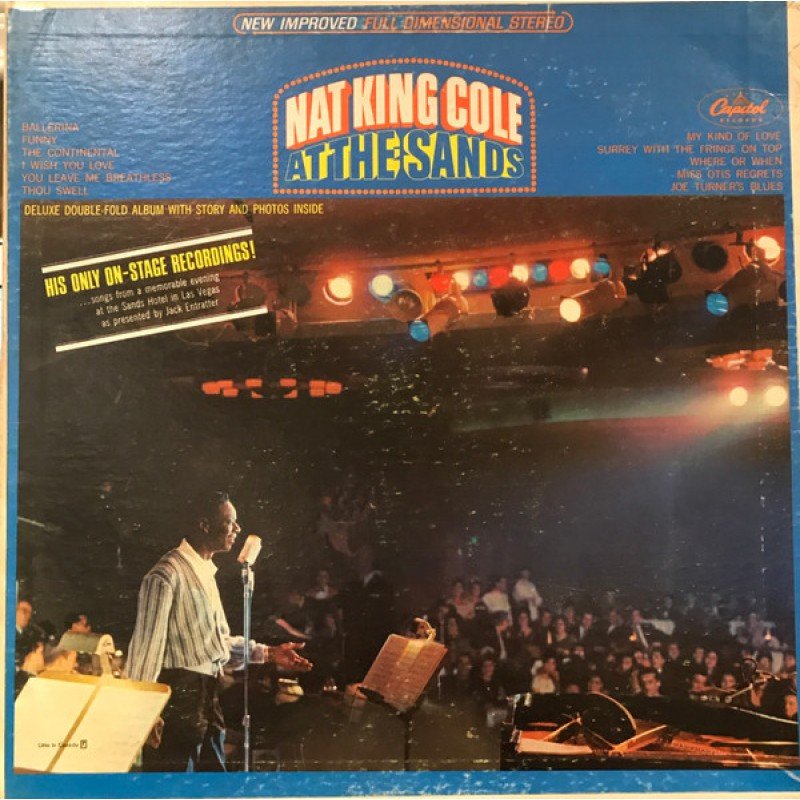 NEW IMPROVED FULL DIMENSIONAL STEREO
NAT KING COLE
AT THE SANDS
Capitol
RECORDS
BALLERINA
FUNNY
THE CONTINENTAL
I WISH YOU LOVE
YOU LEAVE ME BREATHLESS
THOU SWELL
MY KIND OF LOVE
SURREY WITH THE FRINGE ON TOP
WHERE OR WHEN
MISS OTIS REGRETS
JOE TURNER'S BLUES
DELUXE DOUBLE-FOLD ALBUM WITH STORY AND PHOTOS INSIDE
HIS ONLY ON-STAGE RECORDINGS!
...songs from a memorable evening
at the Sands Hotel in Las Vegas
as presented by Jack Entratter